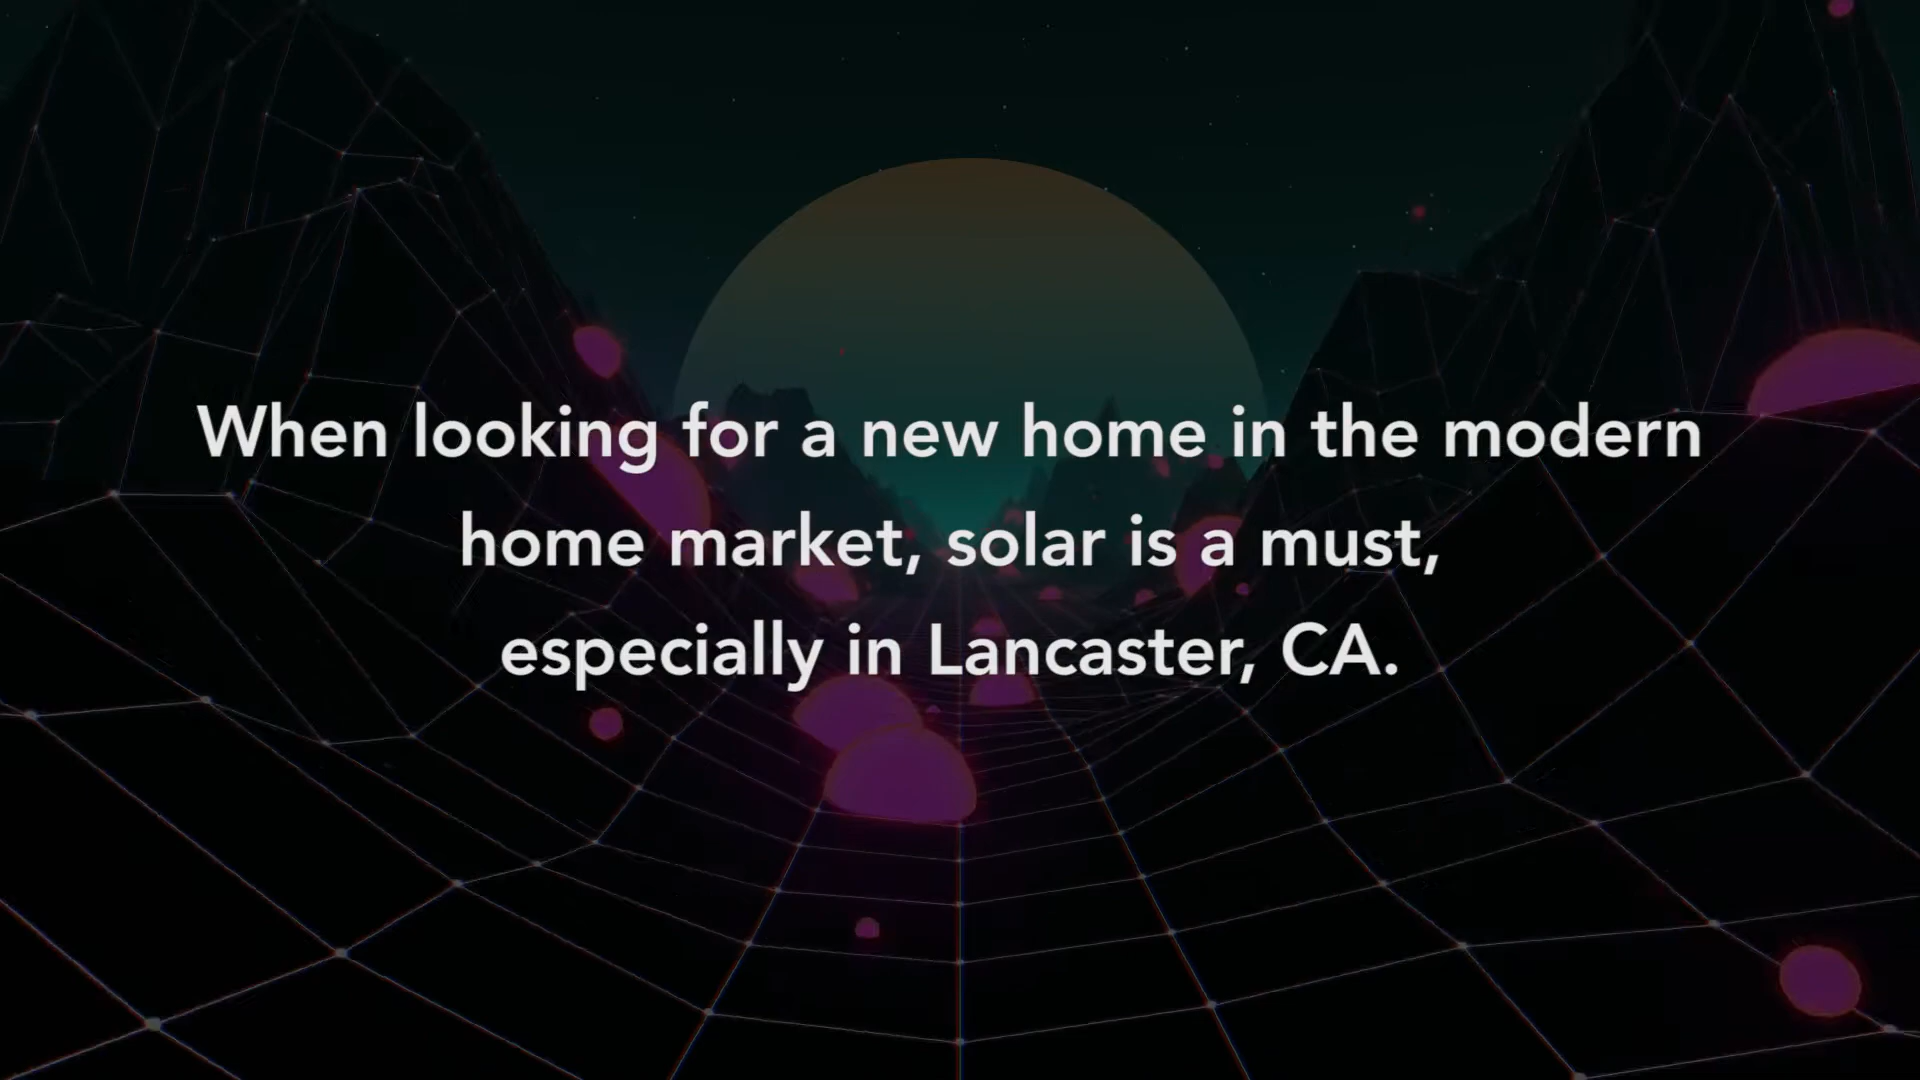 When looking for a new home in the modern
home market, solar is a must,
especially in Lancaster, CA.